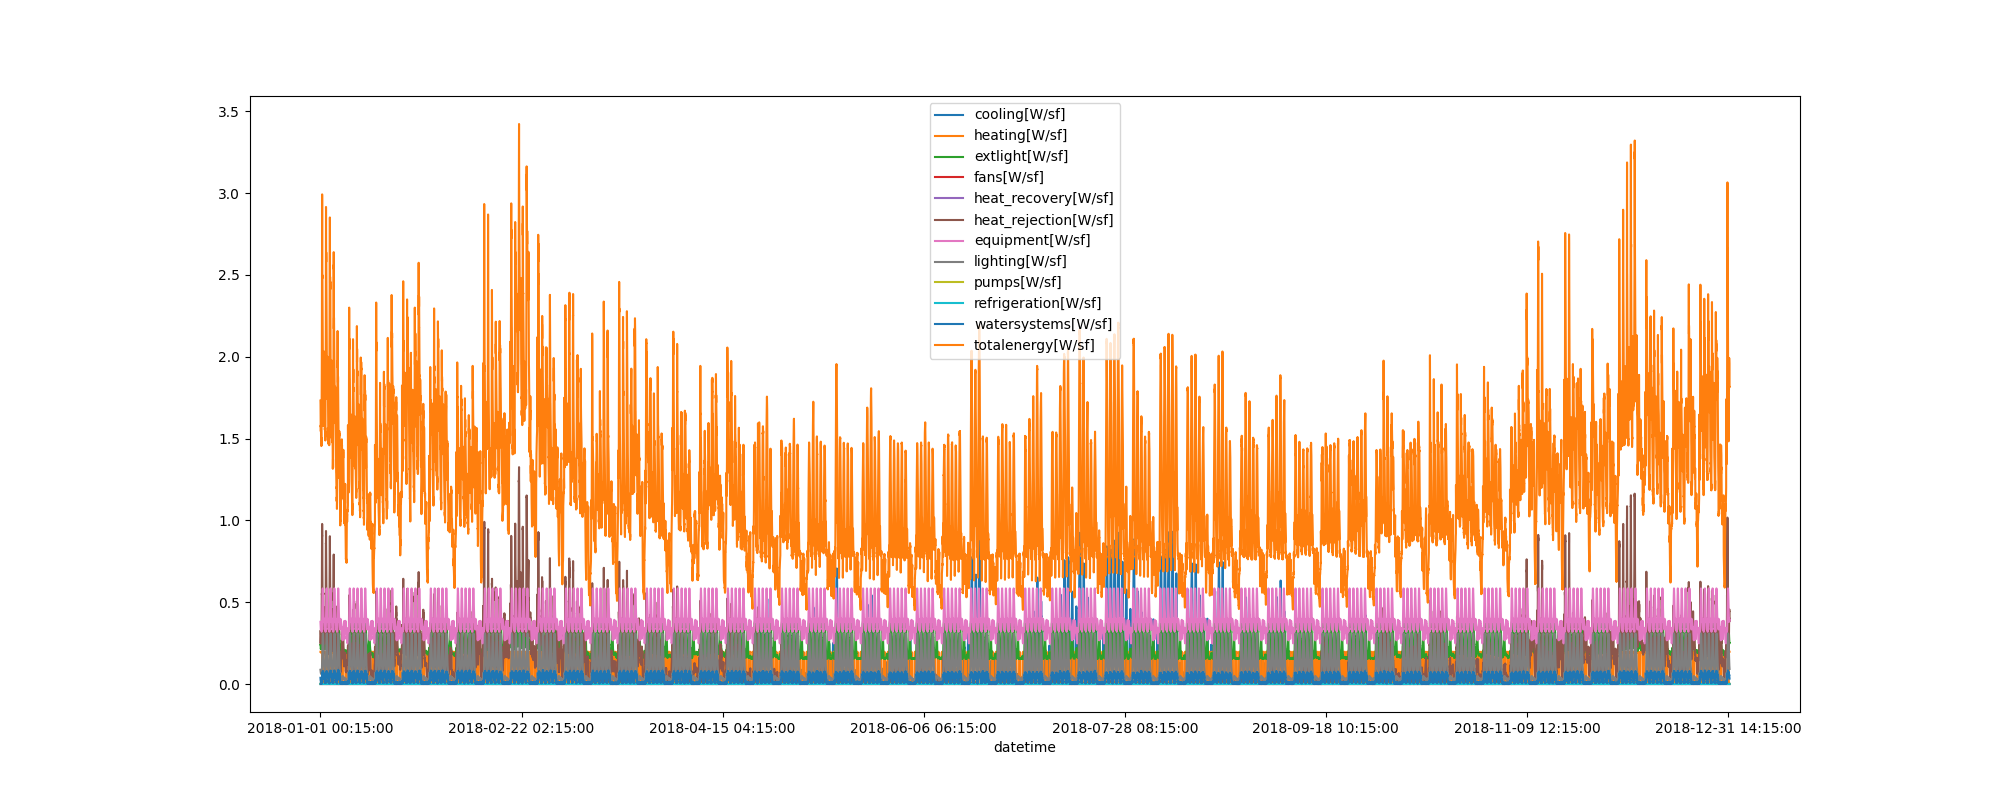 3.5
3.0
2.5
2.0
1.5
1.0
0.5
0.0
cooling[W/sf]
heating[W/sf]
extlight[W/sf]
fans[W/sf]
heat_recovery[W/sf]
heat_rejection[W/sf]
equipment[W/sf]
lighting[W/sf]
pumps[W/sf]
refrigeration[W/sf]
watersystems[W/sf]
totalenergy[W/sf]
2018-01-01 00:15:00 2018-02-22 02:15:00 2018-04-15 04:15:00 2018-06-06 06:15:00 2018-07-28 08:15:00 2018-09-18 10:15:00 2018-11-09 12:15:00 2018-12-31 14:15:00
datetime